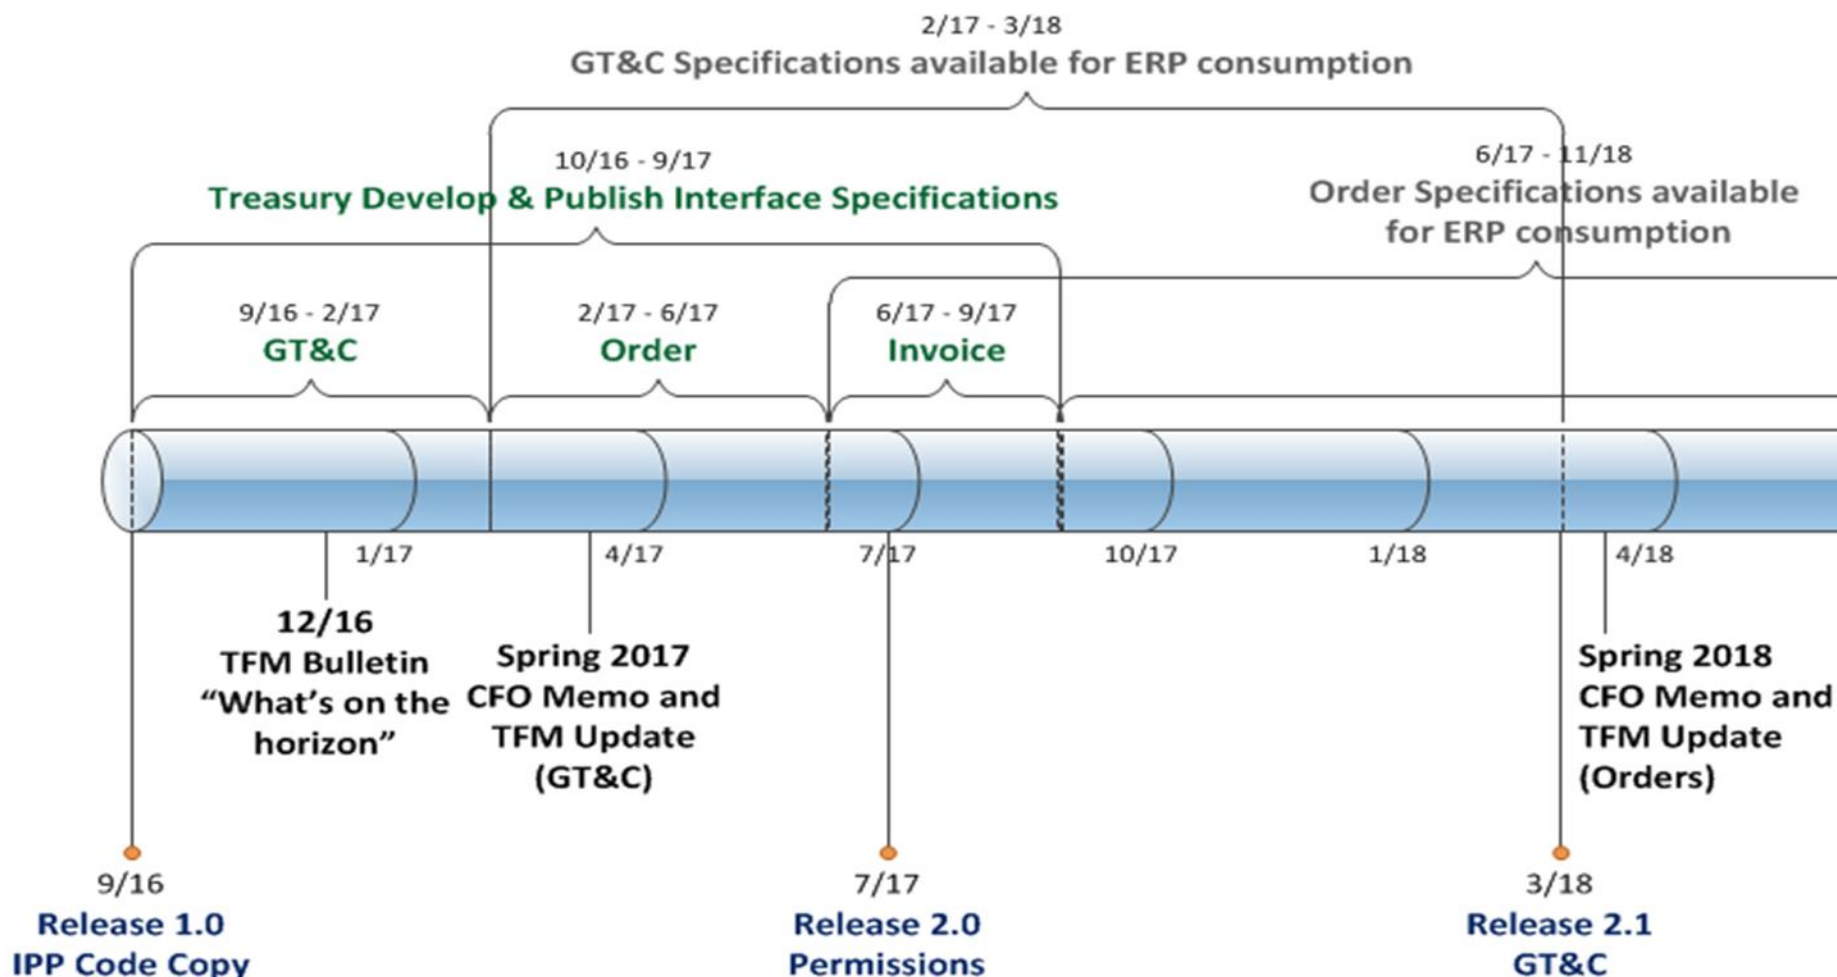 2/17 - 3/18
GT&C Specifications available for ERP consumption
10/16 - 9/17
Treasury Develop & Publish Interface Specifications
6/17 - 11/18
Order Specifications available
for ERP consumption
9/16 - 2/17
GT&C
2/17 - 6/17
Order
6/17 - 9/17
Invoice
1/17
4/17
7/17
10/17
1/18
4/18
12/16
TFM Bulletin
“What’s on the
horizon”
Spring 2017
CFO Memo and
TFM Update
(GT&C)
Spring 2018
CFO Memo and
TFM Update
(Orders)
9/16
Release 1.0
IPP Code Copy
7/17
Release 2.0
Permissions
3/18
Release 2.1
GT&C